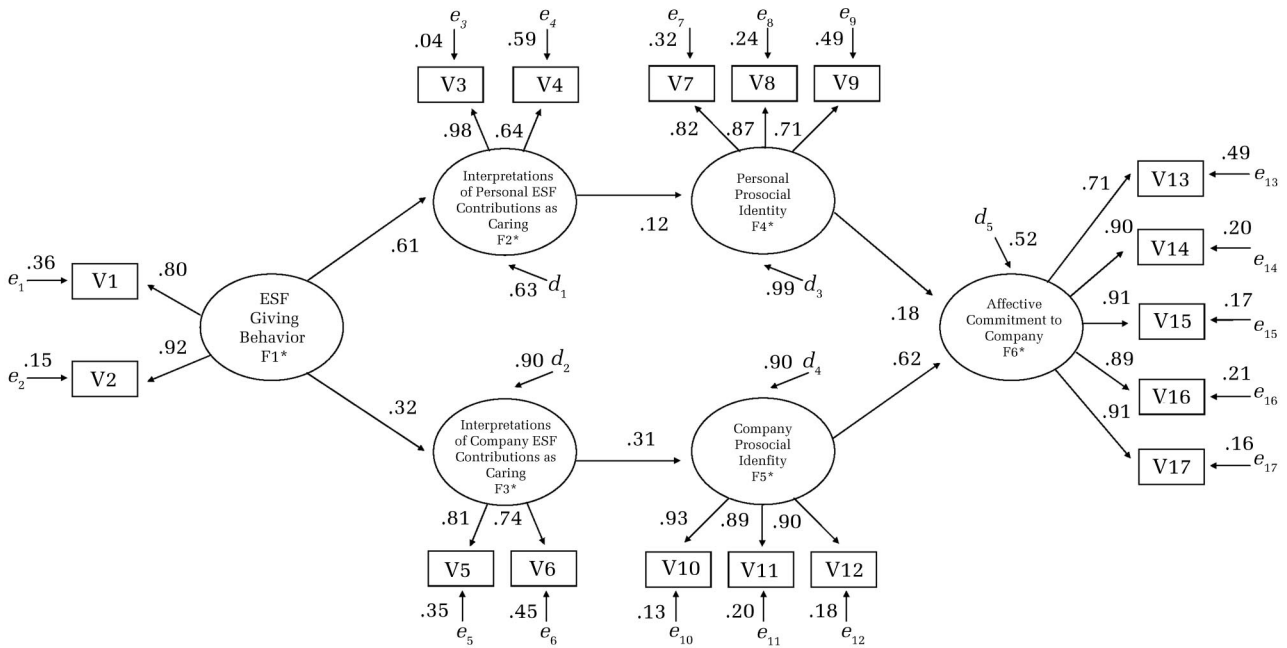 e3
e4
e7
e8
e9
.04
.59
.32
.24
.49
V3
V4
V7
V8
V9
.98
.64
.82
.87
.71
Interpretations
of Personal ESF
Contributions as
Caring
F2*
Personal
Prosocial
Identity
F4*
.61
.12
.63
d1
.99
d3
.18
e1
.36
V1
.80
ESF
Giving
Behavior
F1*
e2
.15
V2
.92
.32
.90
d2
.90
d4
.62
Interpretations
of Company ESF
Contributions as
Caring
F3*
.31
Company
Prosocial
Idenfity
F5*
.81
.74
.93
.89
.90
V5
V6
V10
V11
V12
.35
.45
.13
.20
.18
e5
e6
e10
e11
e12
d5
.52
Affective
Commitment to
Company
F6*
.71
V13
.49
e13
.90
V14
.20
e14
.91
V15
.17
e15
.89
V16
.21
e16
.91
V17
.16
e17